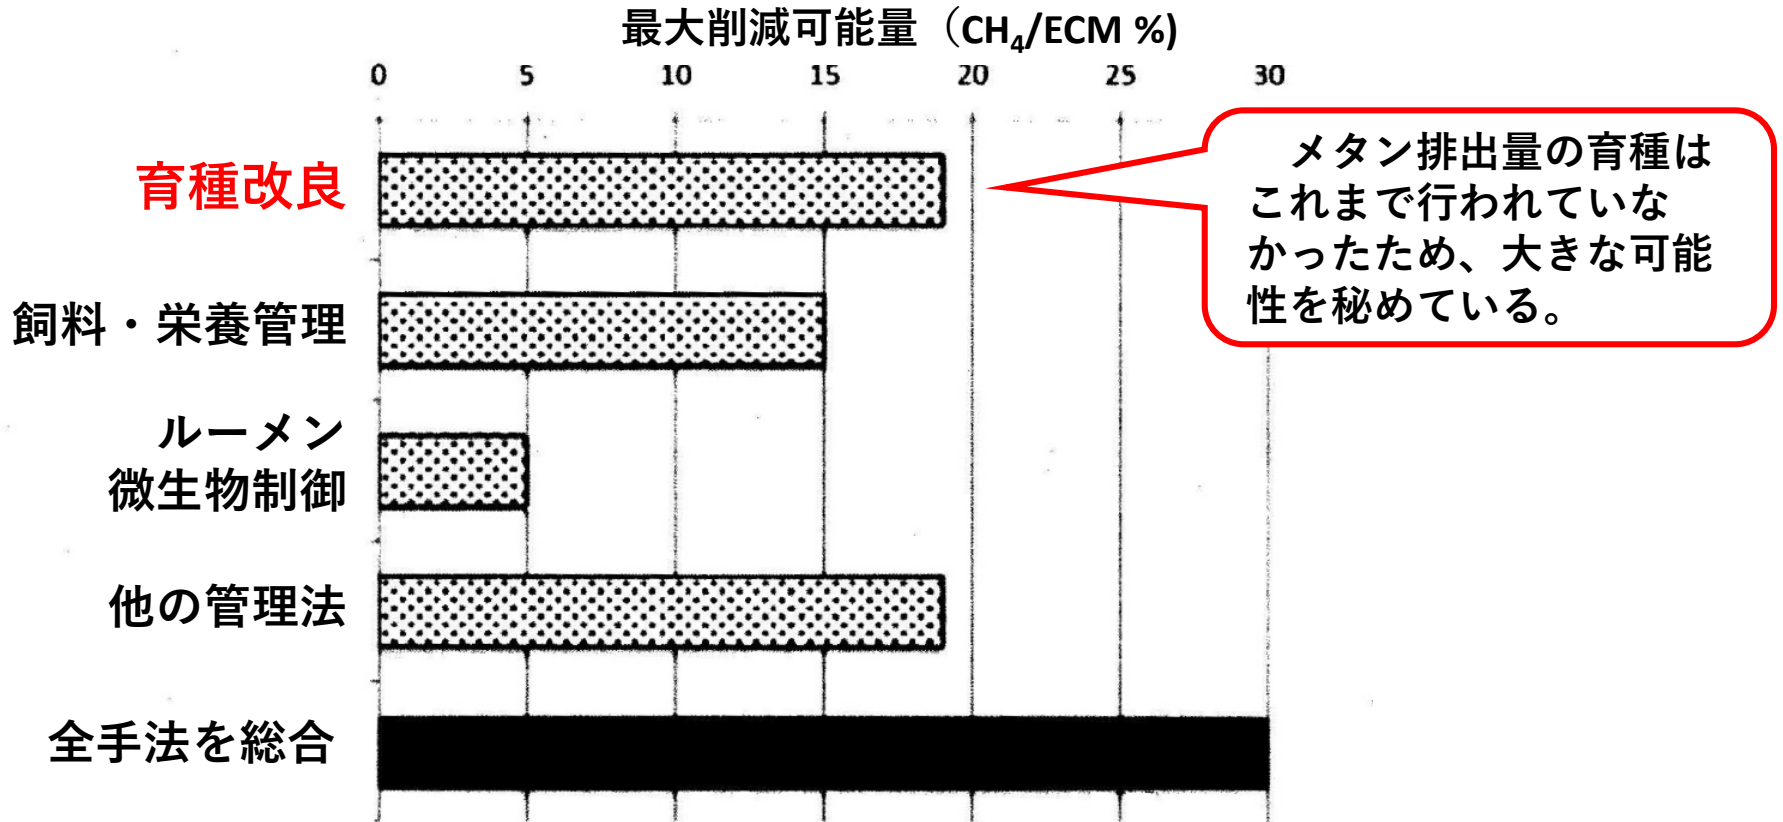 最大削減可能量（CH₄/ECM %)
0 5 10 15 20 25 30
育種改良
メタン排出量の育種は
これまで行われていな
かったため、大きな可能
性を秘めている。
飼料・栄養管理
ルーメン
微生物制御
他の管理法
全手法を総合